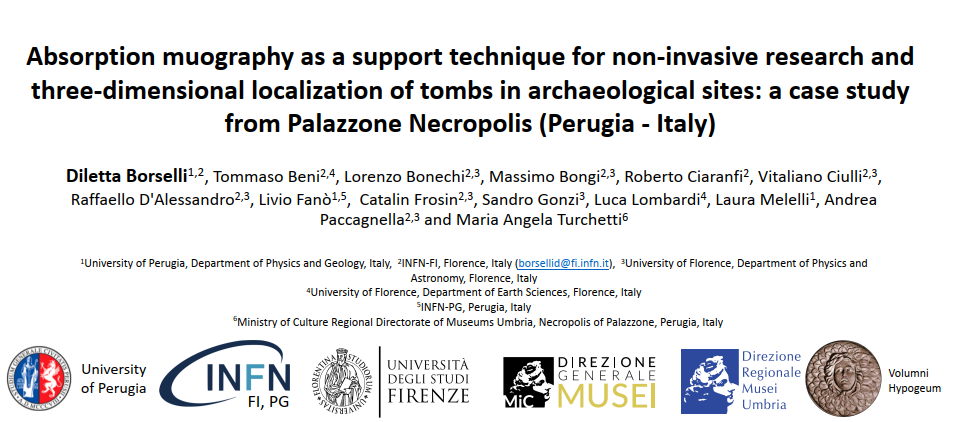 Absorption muography as a support technique for non-invasive research and
three-dimensional localization of tombs in archaeological sites: a case study
from Palazzone Necropolis (Perugia - Italy)
Diletta Borselli1,2, Tommaso Beni2,4, Lorenzo Bonechi2,3, Massimo Bongi2,3, Roberto Ciaranfi2, Vitaliano Ciulli2,3,
Raffaello D'Alessandro2,3, Livio Fanò1,5, Catalin Frosin2,3, Sandro Gonzi3, Luca Lombardi4, Laura Melelli1, Andrea
Paccagnella2,3 and Maria Angela Turchetti6
1University of Perugia, Department of Physics and Geology, Italy, 2INFN-FI, Florence, Italy (borsellid@fi.infn.it), 3University of Florence, Department of Physics and
Astronomy, Florence, Italy
4University of Florence, Department of Earth Sciences, Florence, Italy
5INFN-PG, Perugia, Italy
6Ministry of Culture Regional Directorate of Museums Umbria, Necropolis of Palazzone, Perugia, Italy
University
of Perugia
INFN
FI, PG
UNIVERSITÀ
DEGLI STUDI
FIRENZE
MiC
DIREZIONE
GENERALE
MUSEI
Direzione
Regionale
Musei
Umbria
Volumni
Hypogeum